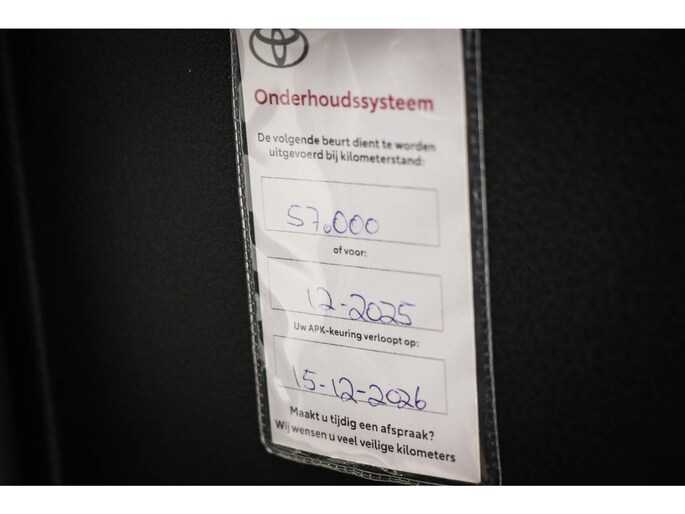 Onderhoudssysteem
De volgende beurt dient te worden
uitgevoerd bij kilometerstand:
57.000
of voor:
12-2025
Uw APK-keuring verloopt op:
15-12-2026
Maakt u tijdig een afspraak?
Wij wensen u veel veilige kilometers